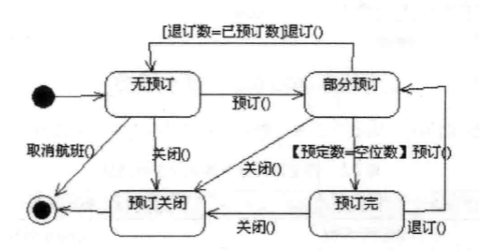 [退订数=已预订数]退订()
无预订
部分预订
预订()
取消航班()
关闭()
关闭()
【预定数=空位数】预订()
预订关闭
预订完
关闭()
退订()